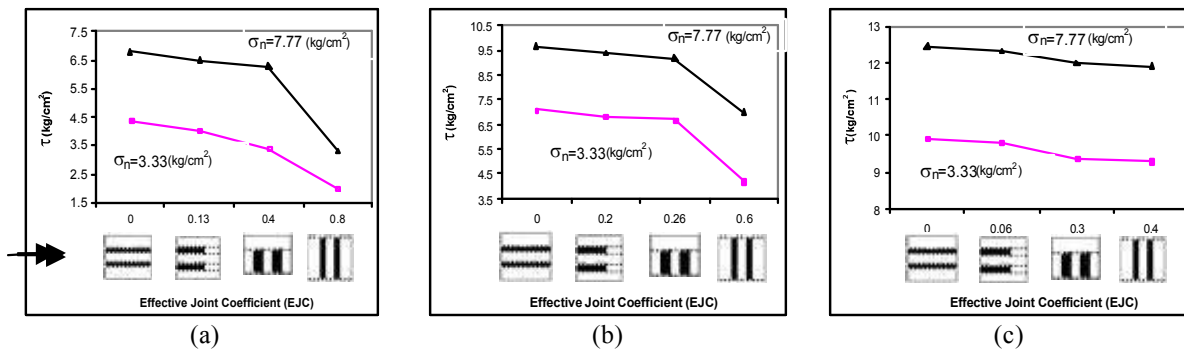 7.5
6.5
5.5
4.5
3.5
2.5
1.5
τ (kg/cm²)
σn=7.77 (kg/cm²)
σn=3.33(kg/cm²)
0 0.13 0.4 0.8
Effective Joint Coefficient (EJC)
(a)
10.5
9.5
8.5
7.5
6.5
5.5
4.5
3.5
τ (kg/cm²)
σn=7.77 (kg/cm²)
σn=3.33(kg/cm²)
0 0.2 0.26 0.6
Effective Joint Coefficient (EJC)
(b)
13
12
11
10
9
8
τ(kg/cm²)
σn=7.77 (kg/cm²)
σn=3.33(kg/cm²)
0 0.06 0.3 0.4
Effective Joint Coefficient (EJC)
(c)